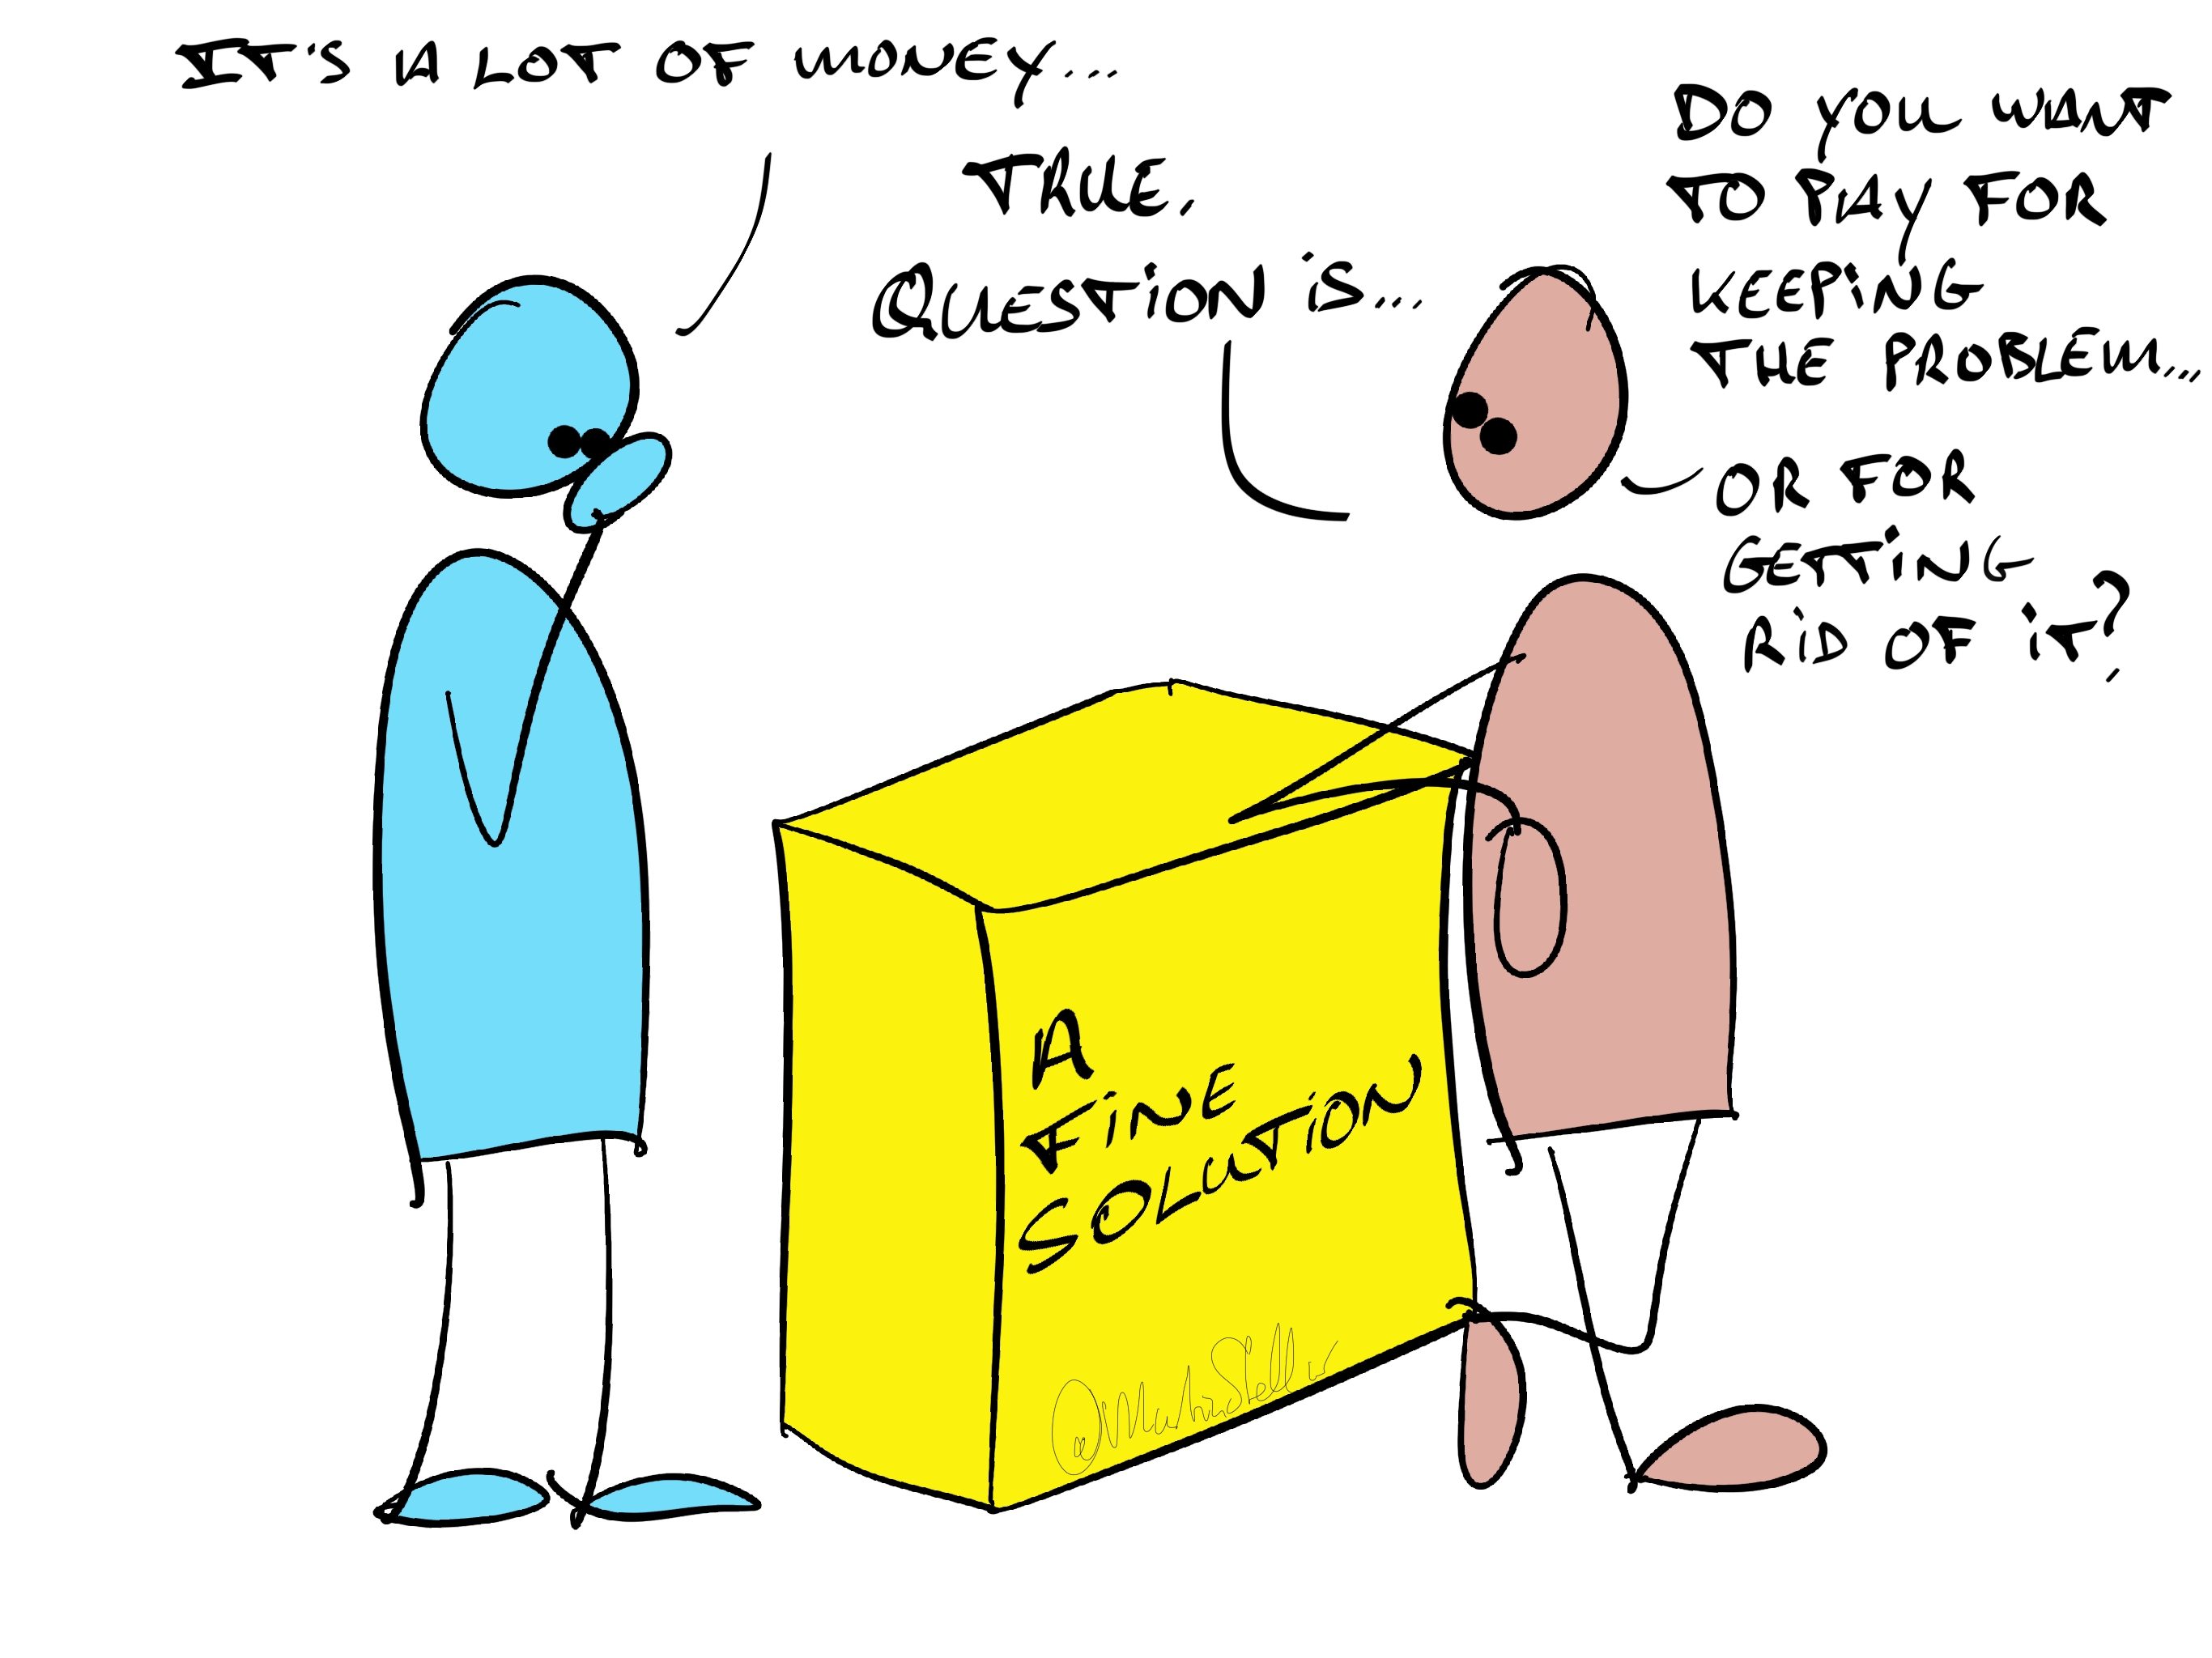 IT'S A LOT OF MONEY...
TRUE.
QUESTION IS...
DO YOU WANT
TO PAY FOR
KEEPING
THE PROBLEM...
OR FOR
GETTING
RID OF IT?
A
FINE
SOLUTION